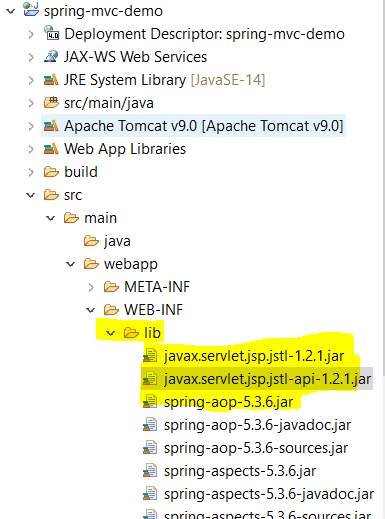 spring-mvc-demo
Deployment Descriptor: spring-mvc-demo
JAX-WS Web Services
JRE System Library [JavaSE-14]
src/main/java
Apache Tomcat v9.0 [Apache Tomcat v9.0]
Web App Libraries
build
src
main
java
webapp
META-INF
WEB-INF
lib
javax.servlet.jsp.jstl-1.2.1.jar
javax.servlet.jsp.jstl-api-1.2.1.jar
spring-aop-5.3.6.jar
spring-aop-5.3.6-javadoc.jar
spring-aop-5.3.6-sources.jar
spring-aspects-5.3.6.jar
spring-aspects-5.3.6-javadoc.jar
spring-aspects-5.3.6-sources.jar